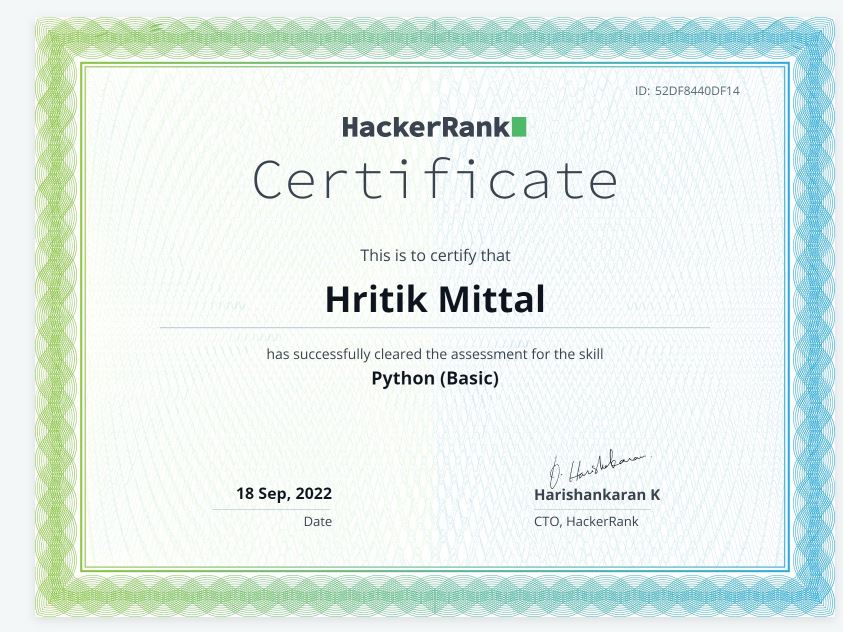 ID: 52DF8440DF14
HackerRank
Certificate
This is to certify that
Hritik Mittal
has successfully cleared the assessment for the skill
Python (Basic)
18 Sep, 2022
Date
Harishankaran K
CTO, HackerRank